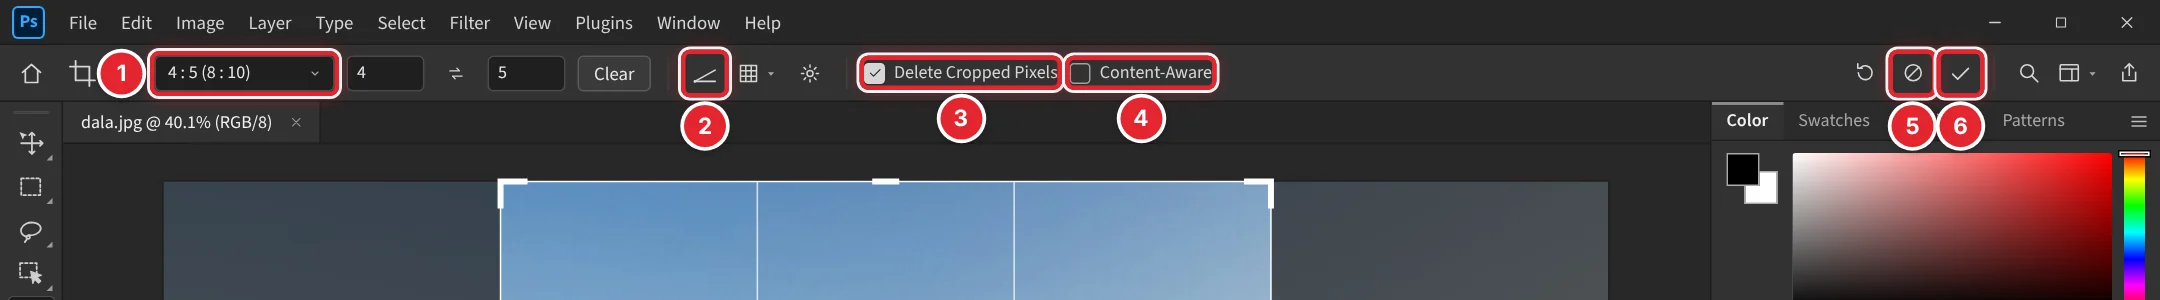 Ps File Edit Image Layer Type Select Filter View Plugins Window Help
1 4 : 5 (8 : 10) 4 5 Clear Delete Cropped Pixels Content-Aware
2 3 4 5 6
dala.jpg @ 40.1% (RGB/8) Color Swatches Patterns